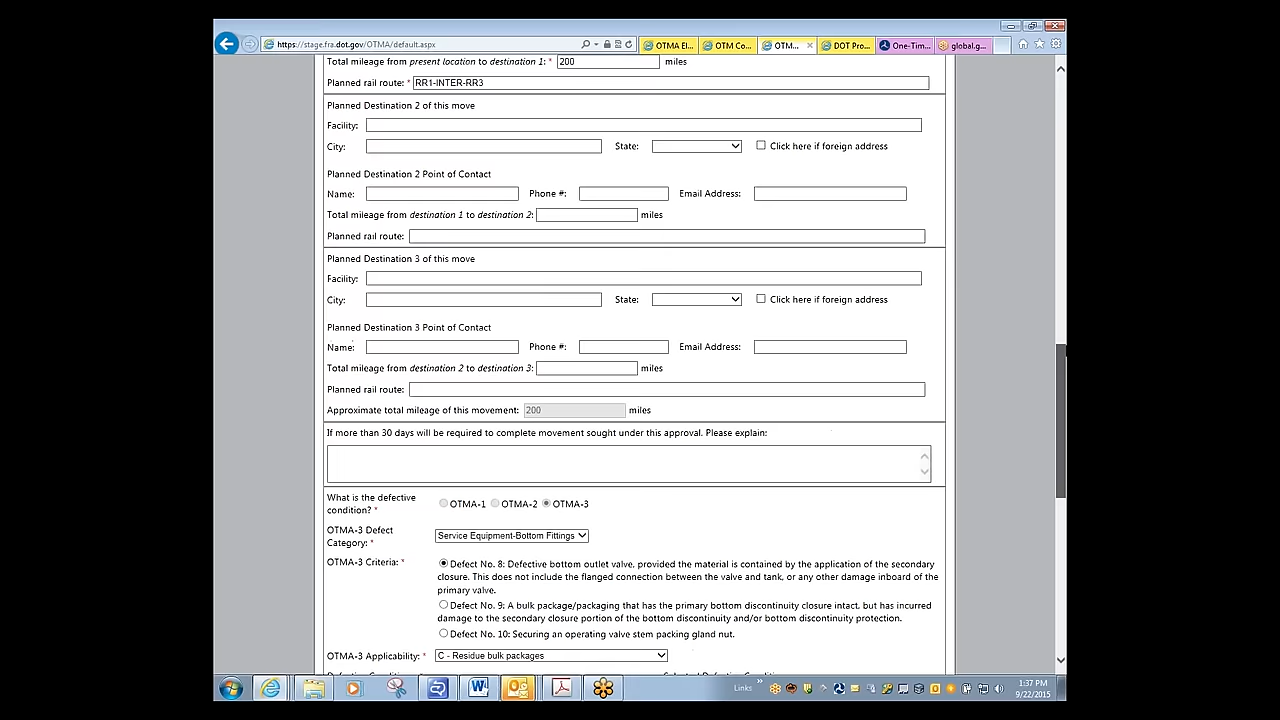 https://stage.fra.dot.gov/OTMA/default.aspx
OTMA El... OTM Co... OTM... DOT Pro... One-Tim... global.g...
Total mileage from present location to destination 1: * 200 miles
Planned rail route: * RR1-INTER-RR3
Planned Destination 2 of this move
Facility:
City: State: Click here if foreign address
Planned Destination 2 Point of Contact
Name: Phone #: Email Address:
Total mileage from destination 1 to destination 2: miles
Planned rail route:
Planned Destination 3 of this move
Facility:
City: State: Click here if foreign address
Planned Destination 3 Point of Contact
Name: Phone #: Email Address:
Total mileage from destination 2 to destination 3: miles
Planned rail route:
Approximate total mileage of this movement: 200 miles
If more than 30 days will be required to complete movement sought under this approval. Please explain:
What is the defective
condition? * OTMA-1 OTMA-2 OTMA-3
OTMA-3 Defect
Category: * Service Equipment-Bottom Fittings
OTMA-3 Criteria: * Defect No. 8: Defective bottom outlet valve, provided the material is contained by the application of the secondary
closure. This does not include the flanged connection between the valve and tank, or any other damage inboard of the
primary valve.
Defect No. 9: A bulk package/packaging that has the primary bottom discontinuity closure intact, but has incurred
damage to the secondary closure portion of the bottom discontinuity and/or bottom discontinuity protection.
Defect No. 10: Securing an operating valve stem packing gland nut.
OTMA-3 Applicability: * C - Residue bulk packages
Links
1:37 PM
9/22/2015